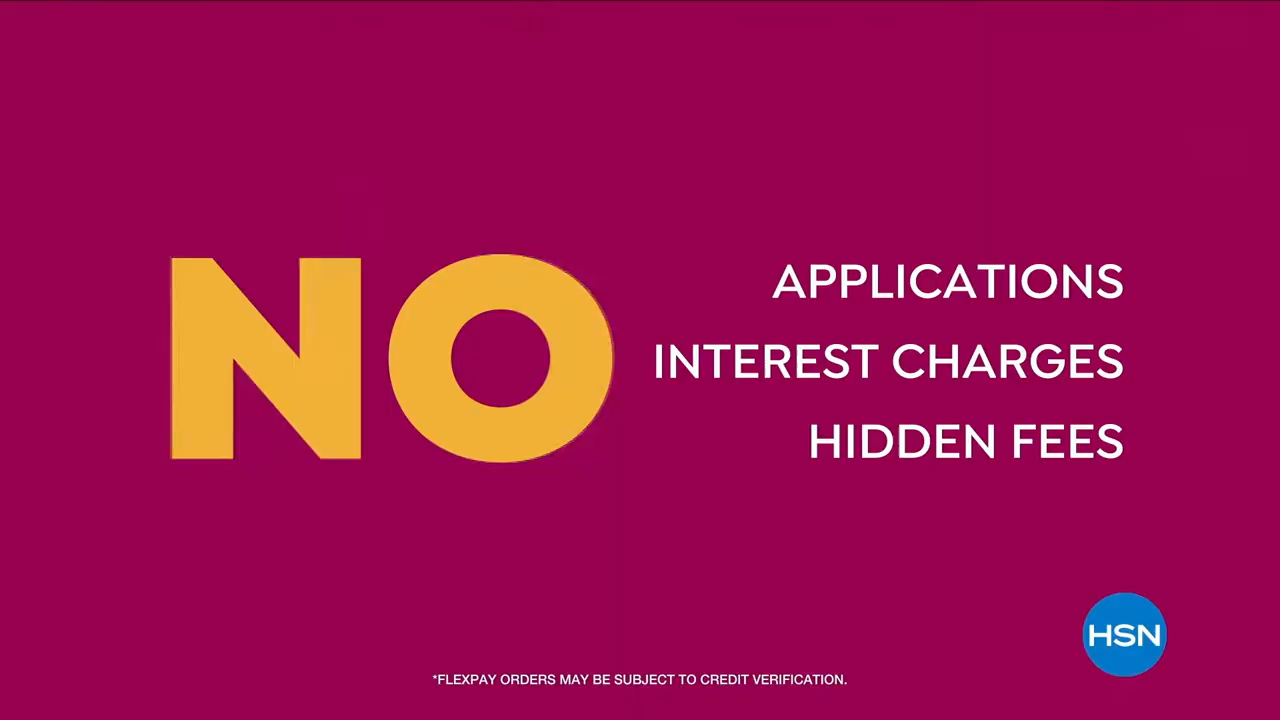 NO
APPLICATIONS
INTEREST CHARGES
HIDDEN FEES
HSN
*FLEXPAY ORDERS MAY BE SUBJECT TO CREDIT VERIFICATION.